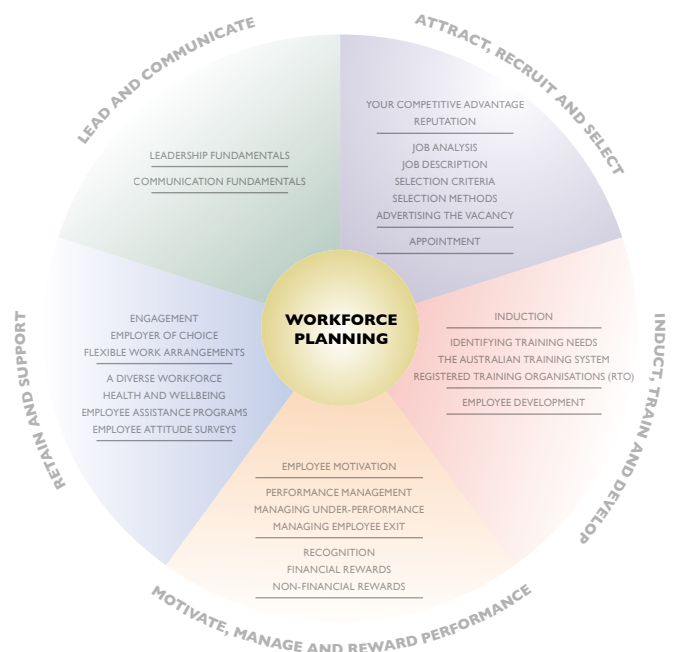 LEAD AND COMMUNICATE
ATTRACT, RECRUIT AND SELECT
YOUR COMPETITIVE ADVANTAGE
REPUTATION
JOB ANALYSIS
JOB DESCRIPTION
SELECTION CRITERIA
SELECTION METHODS
ADVERTISING THE VACANCY
APPOINTMENT
LEADERSHIP FUNDAMENTALS
COMMUNICATION FUNDAMENTALS
WORKFORCE
PLANNING
INDUCTION
IDENTIFYING TRAINING NEEDS
THE AUSTRALIAN TRAINING SYSTEM
REGISTERED TRAINING ORGANISATIONS (RTO)
EMPLOYEE DEVELOPMENT
INDUCT, TRAIN AND DEVELOP
ENGAGEMENT
EMPLOYER OF CHOICE
FLEXIBLE WORK ARRANGEMENTS
A DIVERSE WORKFORCE
HEALTH AND WELLBEING
EMPLOYEE ASSISTANCE PROGRAMS
EMPLOYEE ATTITUDE SURVEYS
RETAIN AND SUPPORT
EMPLOYEE MOTIVATION
PERFORMANCE MANAGEMENT
MANAGING UNDER-PERFORMANCE
MANAGING EMPLOYEE EXIT
RECOGNITION
FINANCIAL REWARDS
NON-FINANCIAL REWARDS
MOTIVATE, MANAGE AND REWARD PERFORMANCE